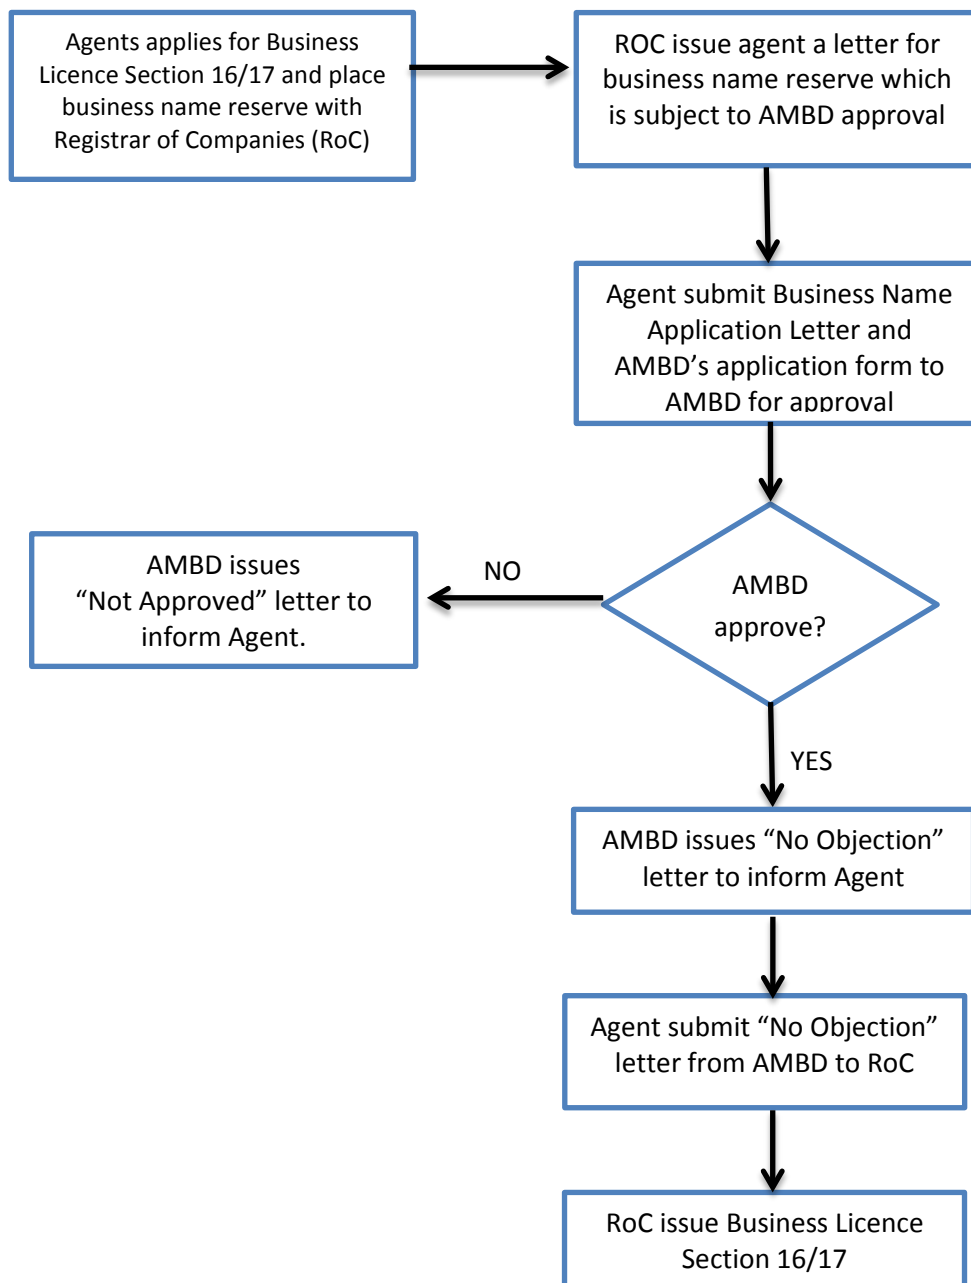 Agents applies for Business
Licence Section 16/17 and place
business name reserve with
Registrar of Companies (RoC)
ROC issue agent a letter for
business name reserve which
is subject to AMBD approval
Agent submit Business Name
Application Letter and
AMBD’s application form to
AMBD for approval
AMBD
approve?
NO
AMBD issues
“Not Approved” letter to
inform Agent.
YES
AMBD issues “No Objection”
letter to inform Agent
Agent submit “No Objection”
letter from AMBD to RoC
RoC issue Business Licence
Section 16/17